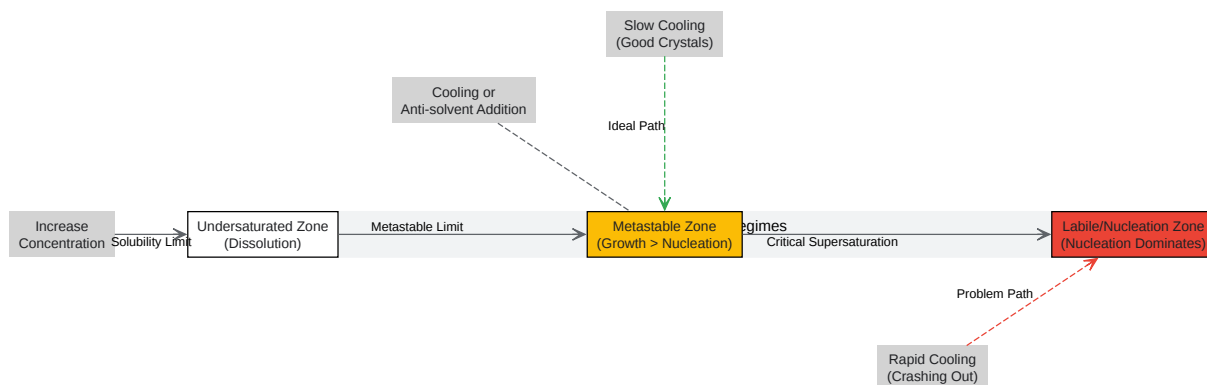 Slow Cooling
(Good Crystals)
Cooling or
Anti-solvent Addition
Ideal Path
Increase
Concentration
Solubility Limit
Undersaturated Zone
(Dissolution)
Metastable Limit
Metastable Zone
(Growth > Nucleation)
Critical Supersaturation
Labile/Nucleation Zone
(Nucleation Dominates)
Problem Path
Rapid Cooling
(Crashing Out)